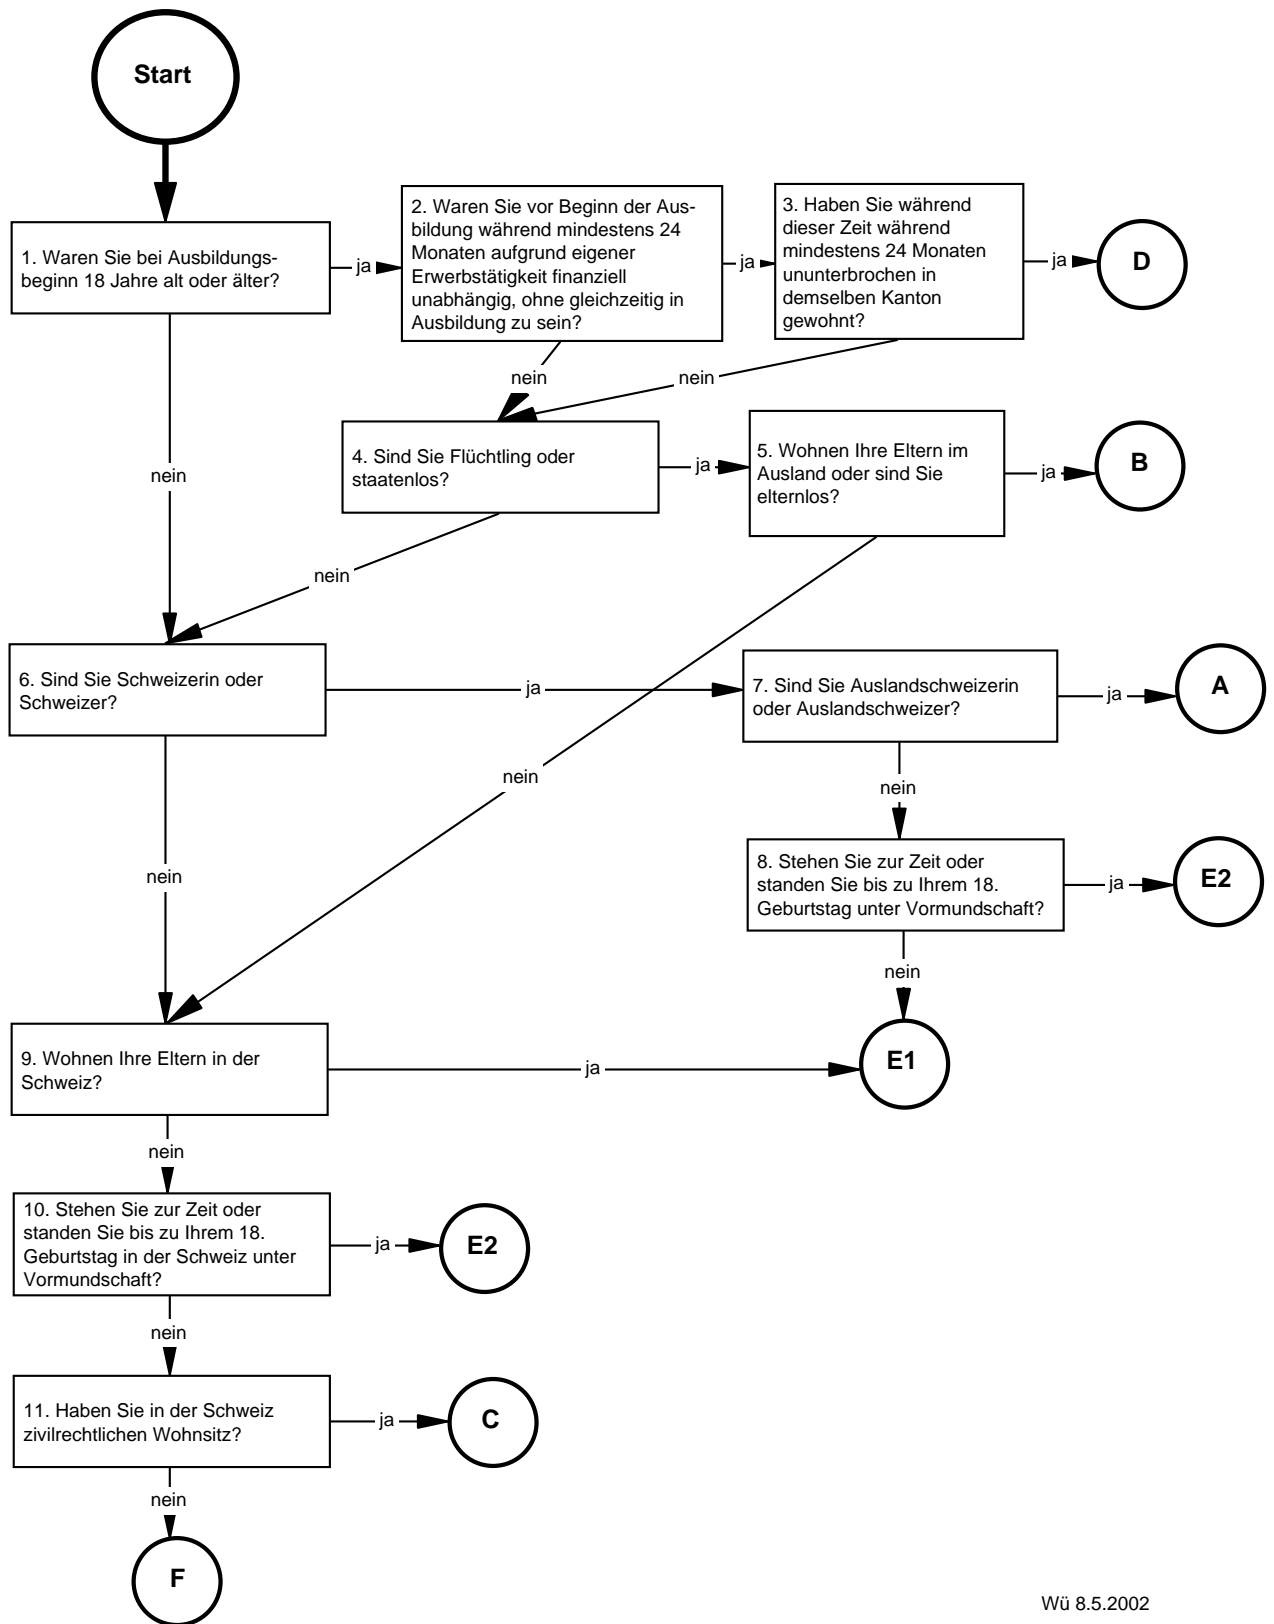 Start
1. Waren Sie bei Ausbildungs-
beginn 18 Jahre alt oder älter?
ja
2. Waren Sie vor Beginn der Aus-
bildung während mindestens 24
Monaten aufgrund eigener
Erwerbstätigkeit finanziell
unabhängig, ohne gleichzeitig in
Ausbildung zu sein?
ja
3. Haben Sie während
dieser Zeit während
mindestens 24 Monaten
ununterbrochen in
demselben Kanton
gewohnt?
ja
D
nein
nein
nein
4. Sind Sie Flüchtling oder
staatenlos?
ja
5. Wohnen Ihre Eltern im
Ausland oder sind Sie
elternlos?
ja
B
nein
6. Sind Sie Schweizerin oder
Schweizer?
ja
7. Sind Sie Auslandschweizerin
oder Auslandschweizer?
ja
A
nein
nein
8. Stehen Sie zur Zeit oder
standen Sie bis zu Ihrem 18.
Geburtstag unter Vormundschaft?
ja
E2
nein
nein
9. Wohnen Ihre Eltern in der
Schweiz?
ja
E1
nein
10. Stehen Sie zur Zeit oder
standen Sie bis zu Ihrem 18.
Geburtstag in der Schweiz unter
Vormundschaft?
ja
E2
nein
11. Haben Sie in der Schweiz
zivilrechtlichen Wohnsitz?
ja
C
nein
F
Wü 8.5.2002